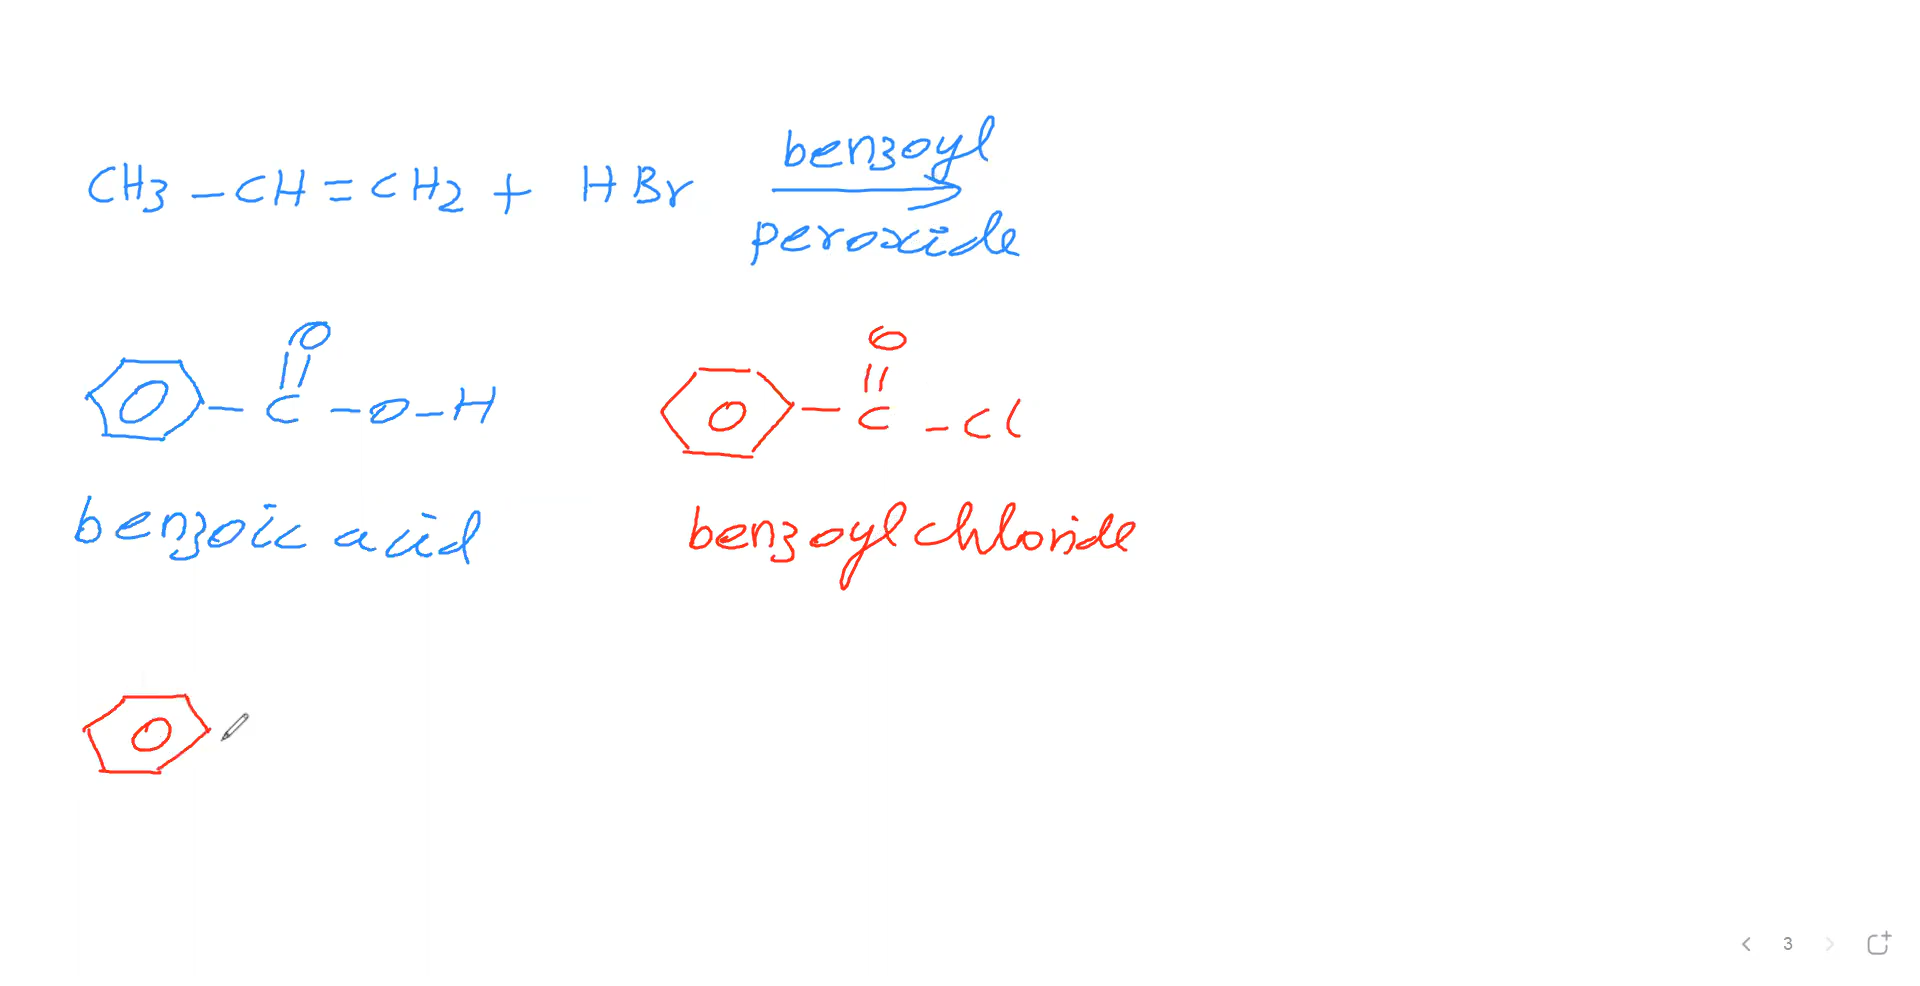 CH3 - CH = CH2 + HBr benzoyl peroxide
O
C - O - H
benzoic acid
O
C - Cl
benzoyl chloride
3